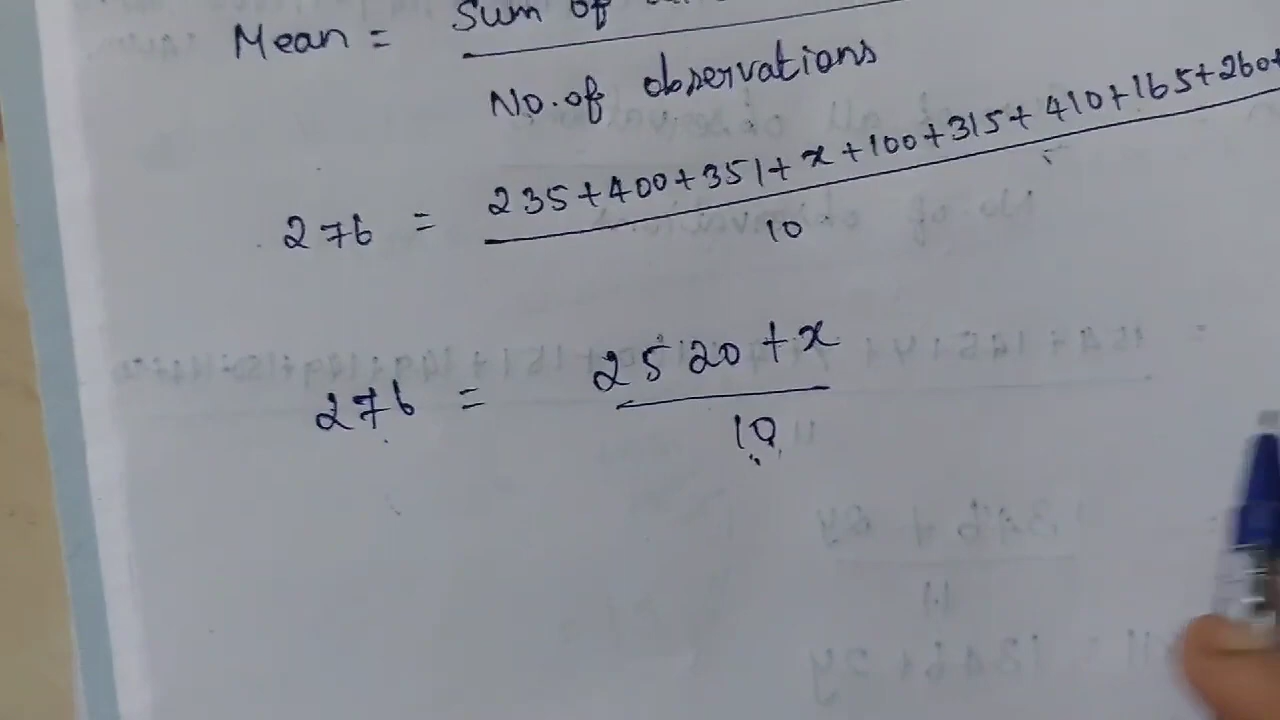 Mean = Sum of
No. of observations
276 = 235+400+351+x+100+315+410+165+260+
10
276 = 2520+x
10